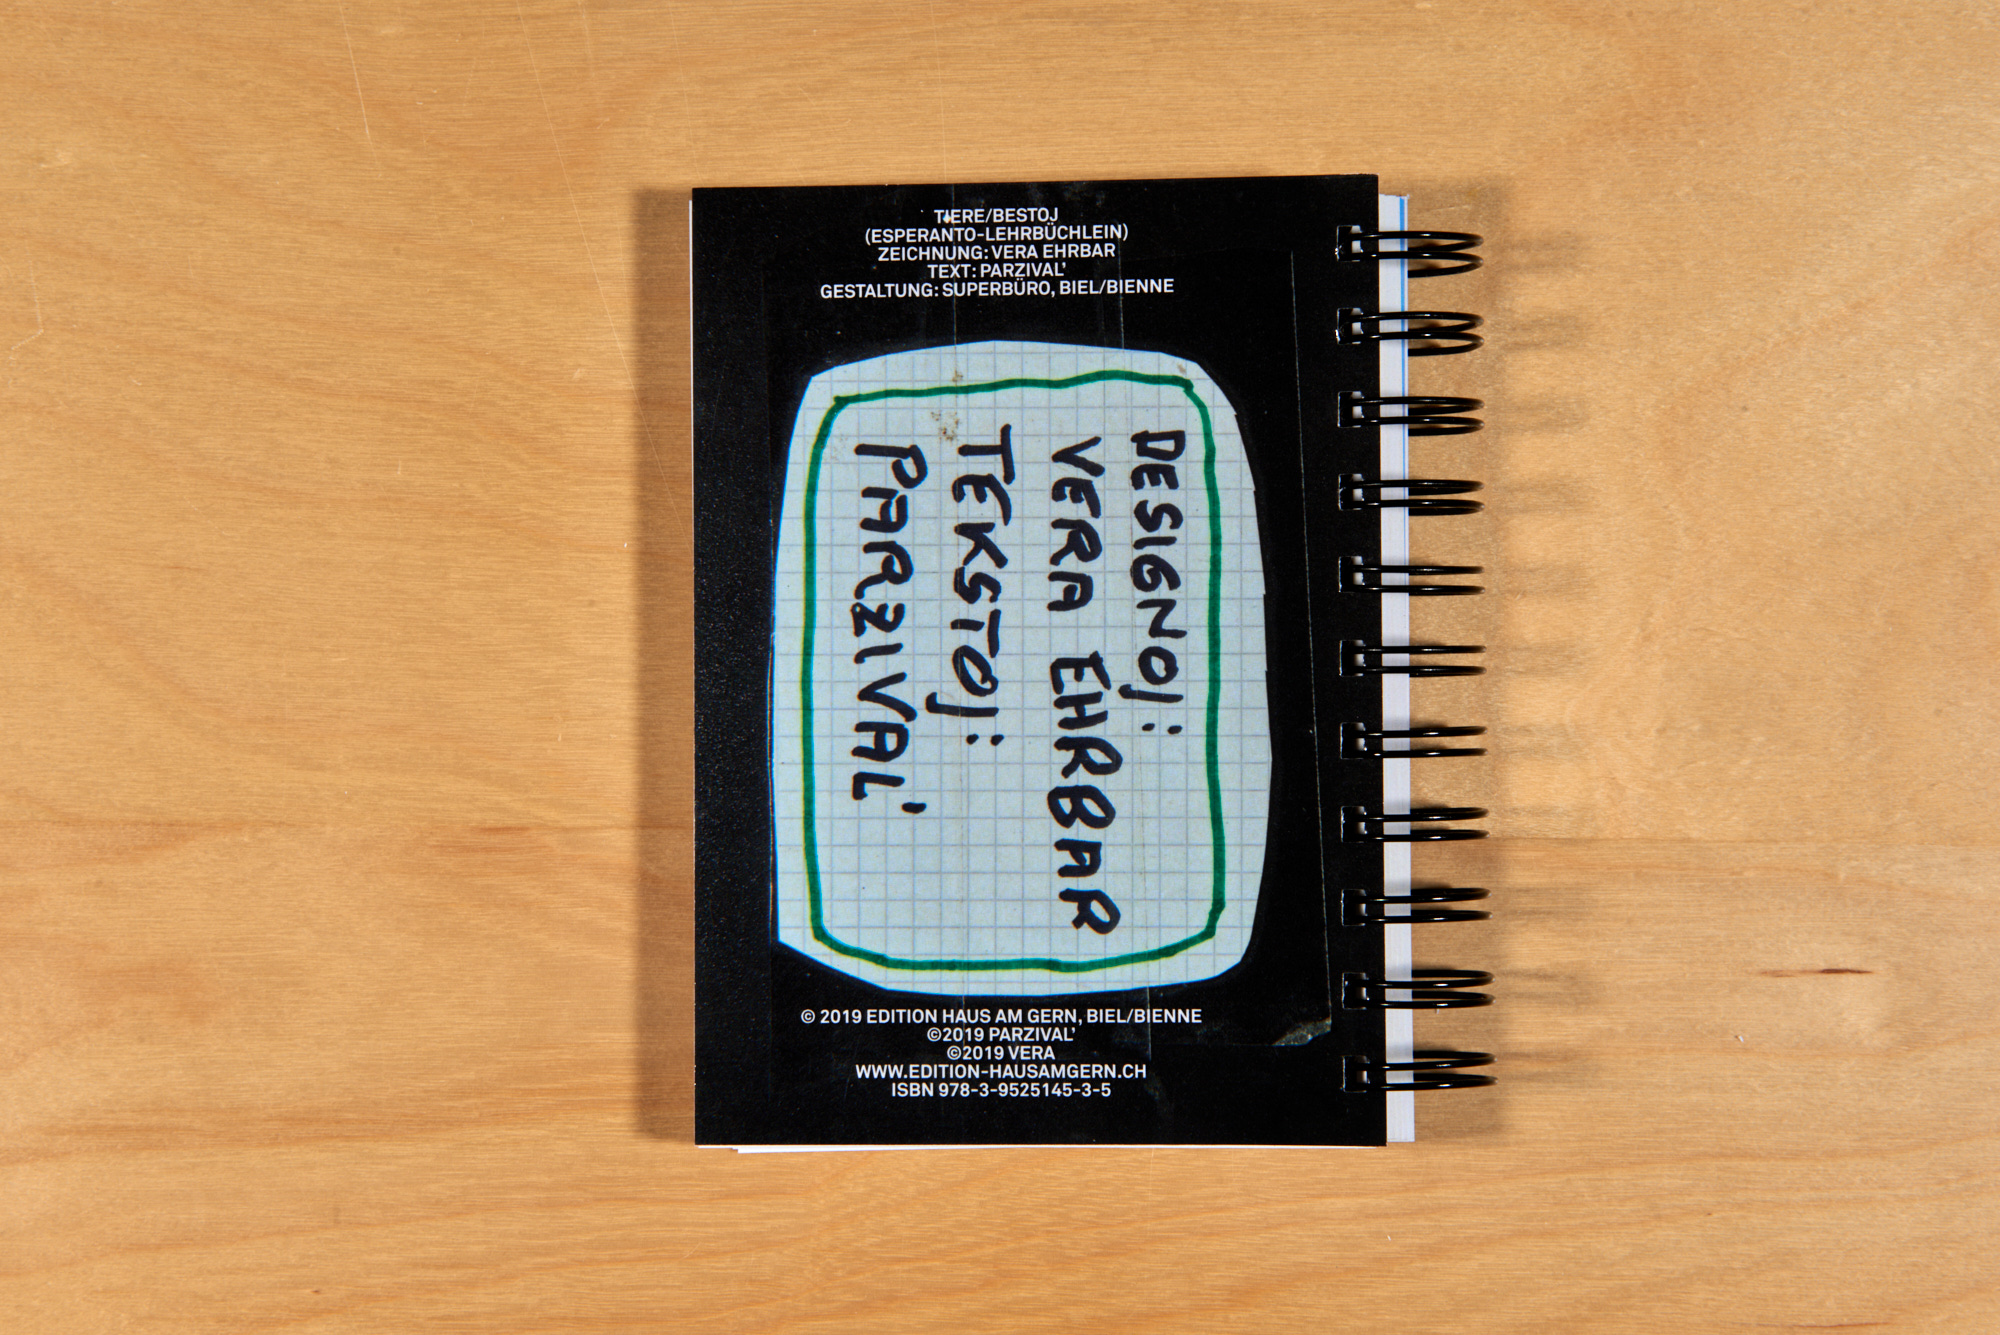 TIERE/BESTOJ
(ESPERANTO-LEHRBÜCHLEIN)
ZEICHNUNG: VERA EHRBAR
TEXT: PARZIVAL'
GESTALTUNG: SUPERBÜRO, BIEL/BIENNE
DESIGNOJ:
VERA EHRBAR
TEKSTOJ:
PARZIVAL'
© 2019 EDITION HAUS AM GERN, BIEL/BIENNE
©2019 PARZIVAL'
©2019 VERA
WWW.EDITION-HAUSAMGERN.CH
ISBN 978-3-9525145-3-5